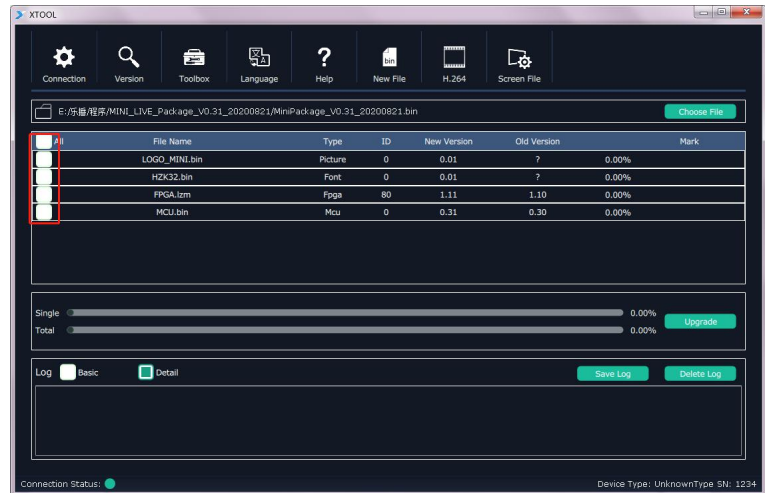 XTOOL
Connection Version Toolbox Language Help New File H.264 Screen File
E:/乐播/程序/MINI_LIVE_Package_V0.31_20200821/MiniPackage_V0.31_20200821.bin Choose File
All File Name Type ID New Version Old Version Mark
LOGO_MINI.bin Picture 0 0.01 ? 0.00%
HZK32.bin Font 0 0.01 ? 0.00%
FPGA.lzm Fpga 80 1.11 1.10 0.00%
MCU.bin Mcu 0 0.31 0.30 0.00%
Single 0.00%
Upgrade
Total 0.00%
Log Basic Detail Save Log Delete Log
Connection Status: Device Type: UnknownType SN: 1234